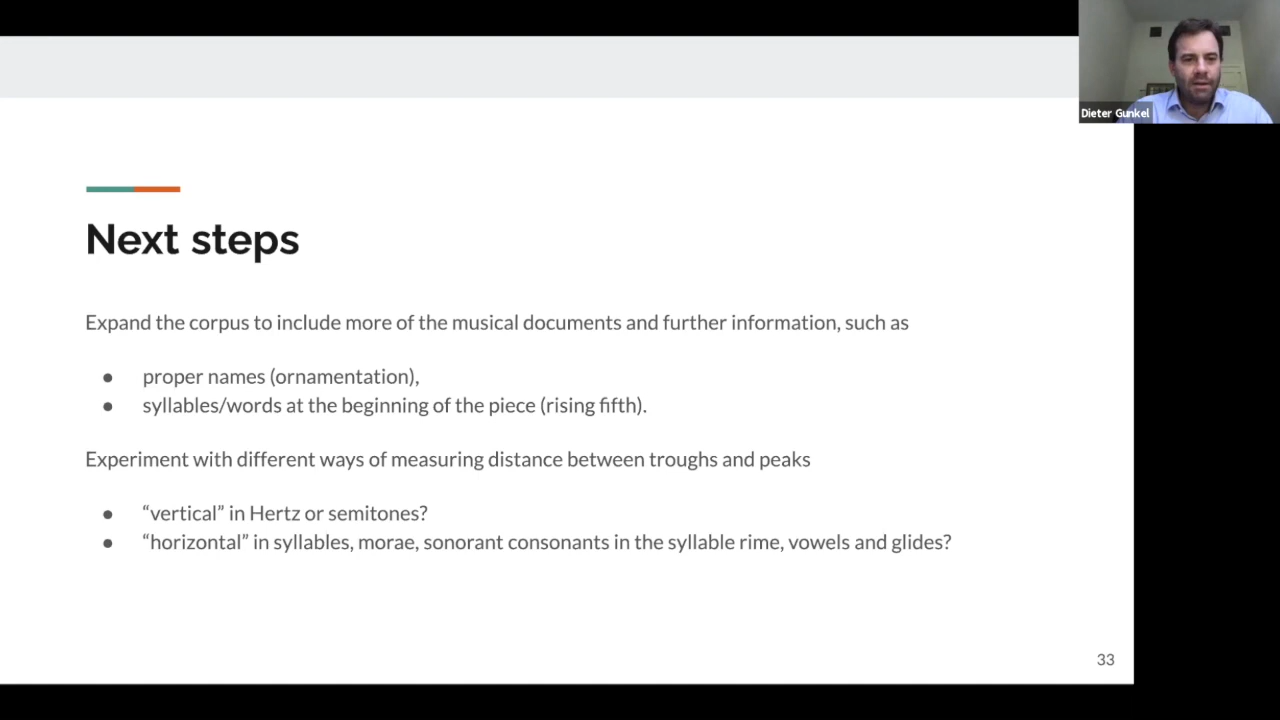 Dieter Gunkel
Next steps
Expand the corpus to include more of the musical documents and further information, such as
● proper names (ornamentation),
● syllables/words at the beginning of the piece (rising fifth).
Experiment with different ways of measuring distance between troughs and peaks
● “vertical” in Hertz or semitones?
● “horizontal” in syllables, morae, sonorant consonants in the syllable rime, vowels and glides?
33